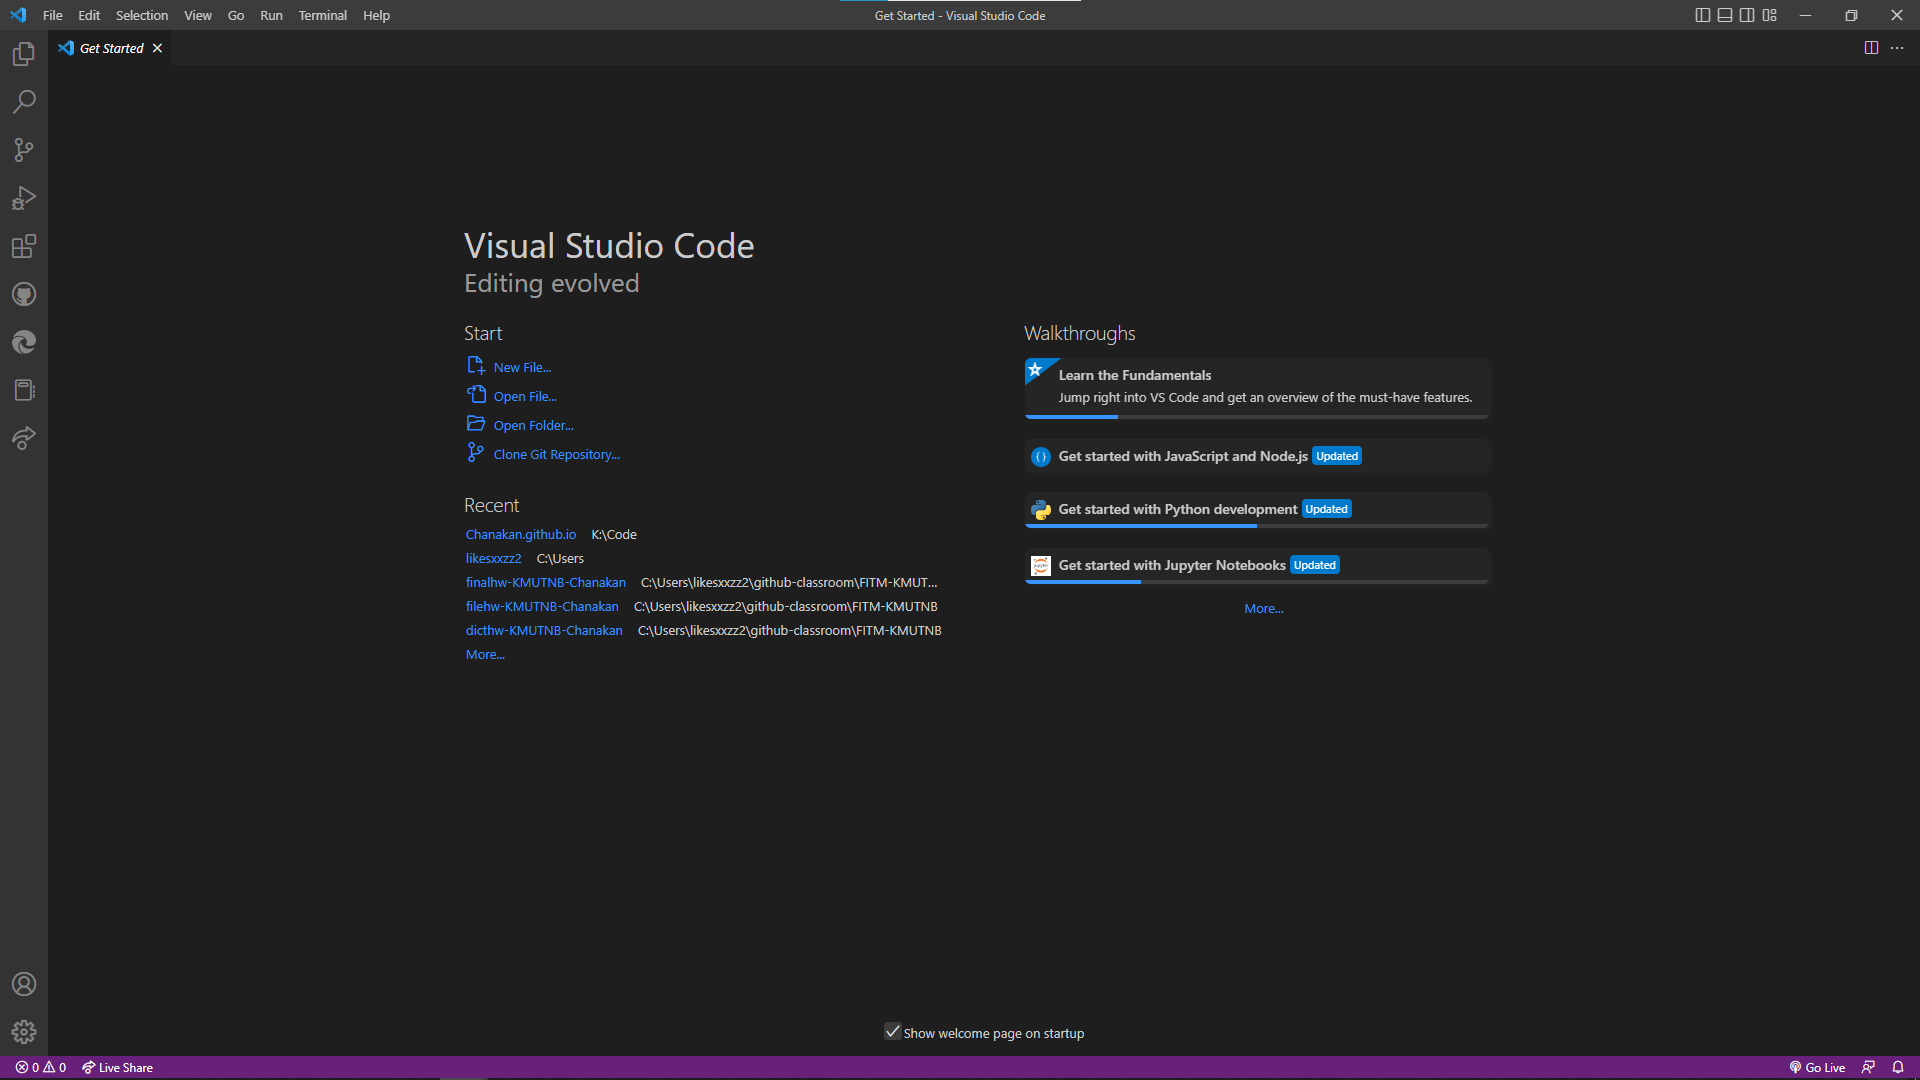 File Edit Selection View Go Run Terminal Help
Get Started - Visual Studio Code
Get Started
Visual Studio Code
Editing evolved
Start
New File...
Open File...
Open Folder...
Clone Git Repository...
Recent
Chanakan.github.io K:\Code
likesxxzz2 C:\Users
finalhw-KMUTNB-Chanakan C:\Users\likesxxzz2\github-classroom\FITM-KMUT...
filehw-KMUTNB-Chanakan C:\Users\likesxxzz2\github-classroom\FITM-KMUTNB
dicthw-KMUTNB-Chanakan C:\Users\likesxxzz2\github-classroom\FITM-KMUTNB
More...
Walkthroughs
Learn the Fundamentals
Jump right into VS Code and get an overview of the must-have features.
Get started with JavaScript and Node.js Updated
Get started with Python development Updated
Get started with Jupyter Notebooks Updated
More...
Show welcome page on startup
0 0 Live Share
Go Live